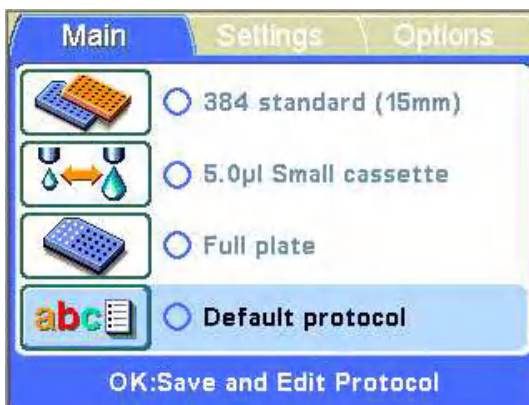 Main Settings Options
384 standard (15mm)
5.0µl Small cassette
Full plate
abc Default protocol
OK:Save and Edit Protocol